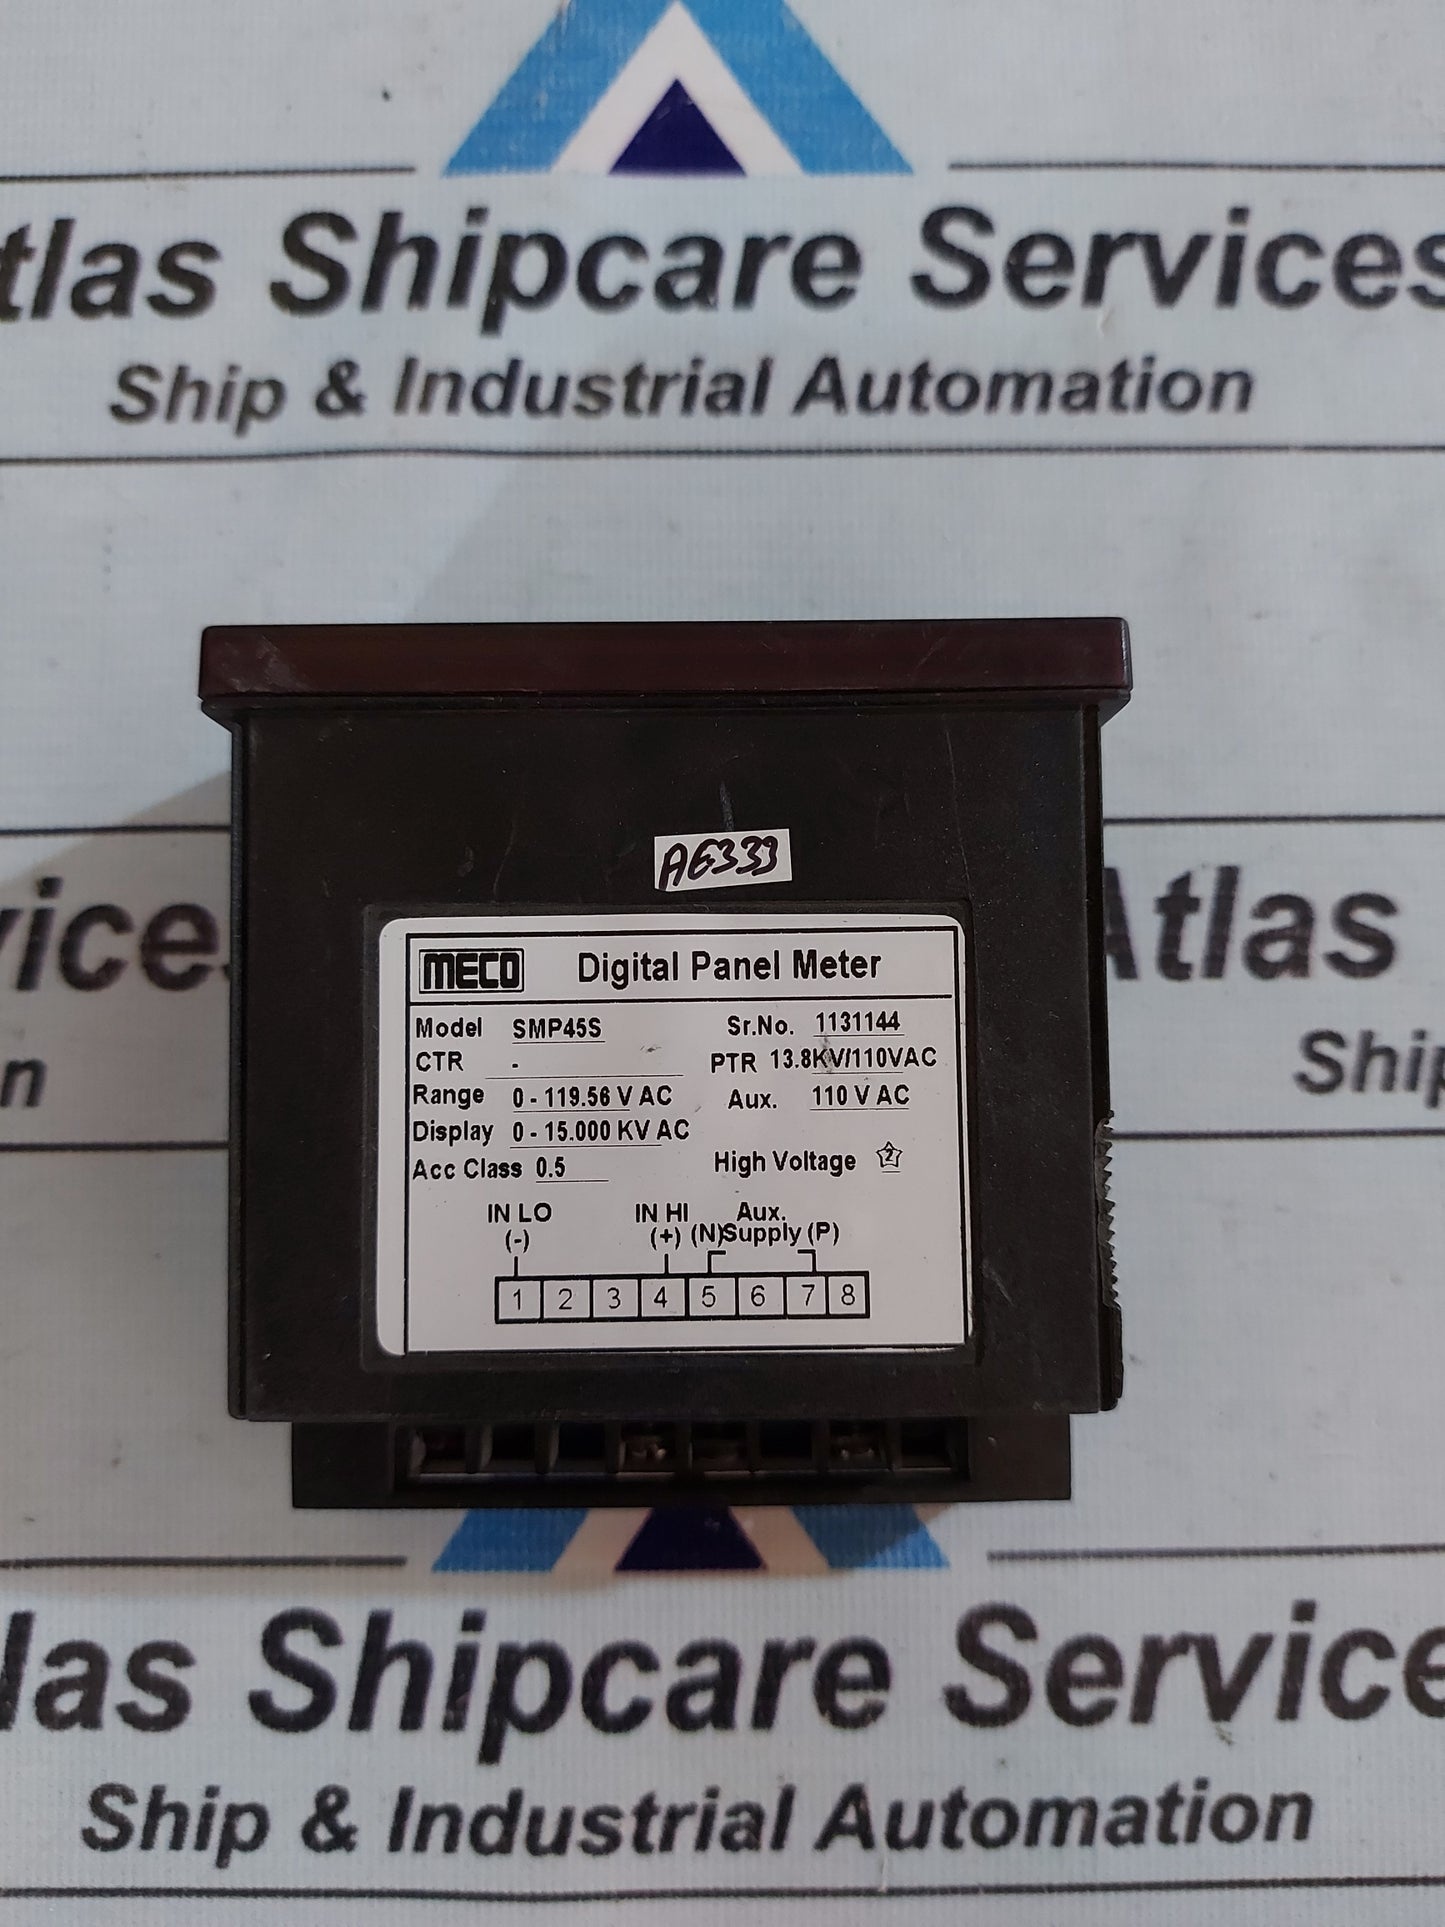 tlas Shipcare Services
Ship & Industrial Automation
vices
Atlas
n
Ship
A6339
MECO Digital Panel Meter
Model SMP45S Sr.No. 1131144
CTR - PTR 13.8KV/110VAC
Range 0 - 119.56 V AC Aux. 110 V AC
Display 0 - 15.000 KV AC
Acc Class 0.5 High Voltage 2
IN LO IN HI Aux.
(-) (+) (N) Supply (P)
1 2 3 4 5 6 7 8
las Shipcare Service
Ship & Industrial Automation